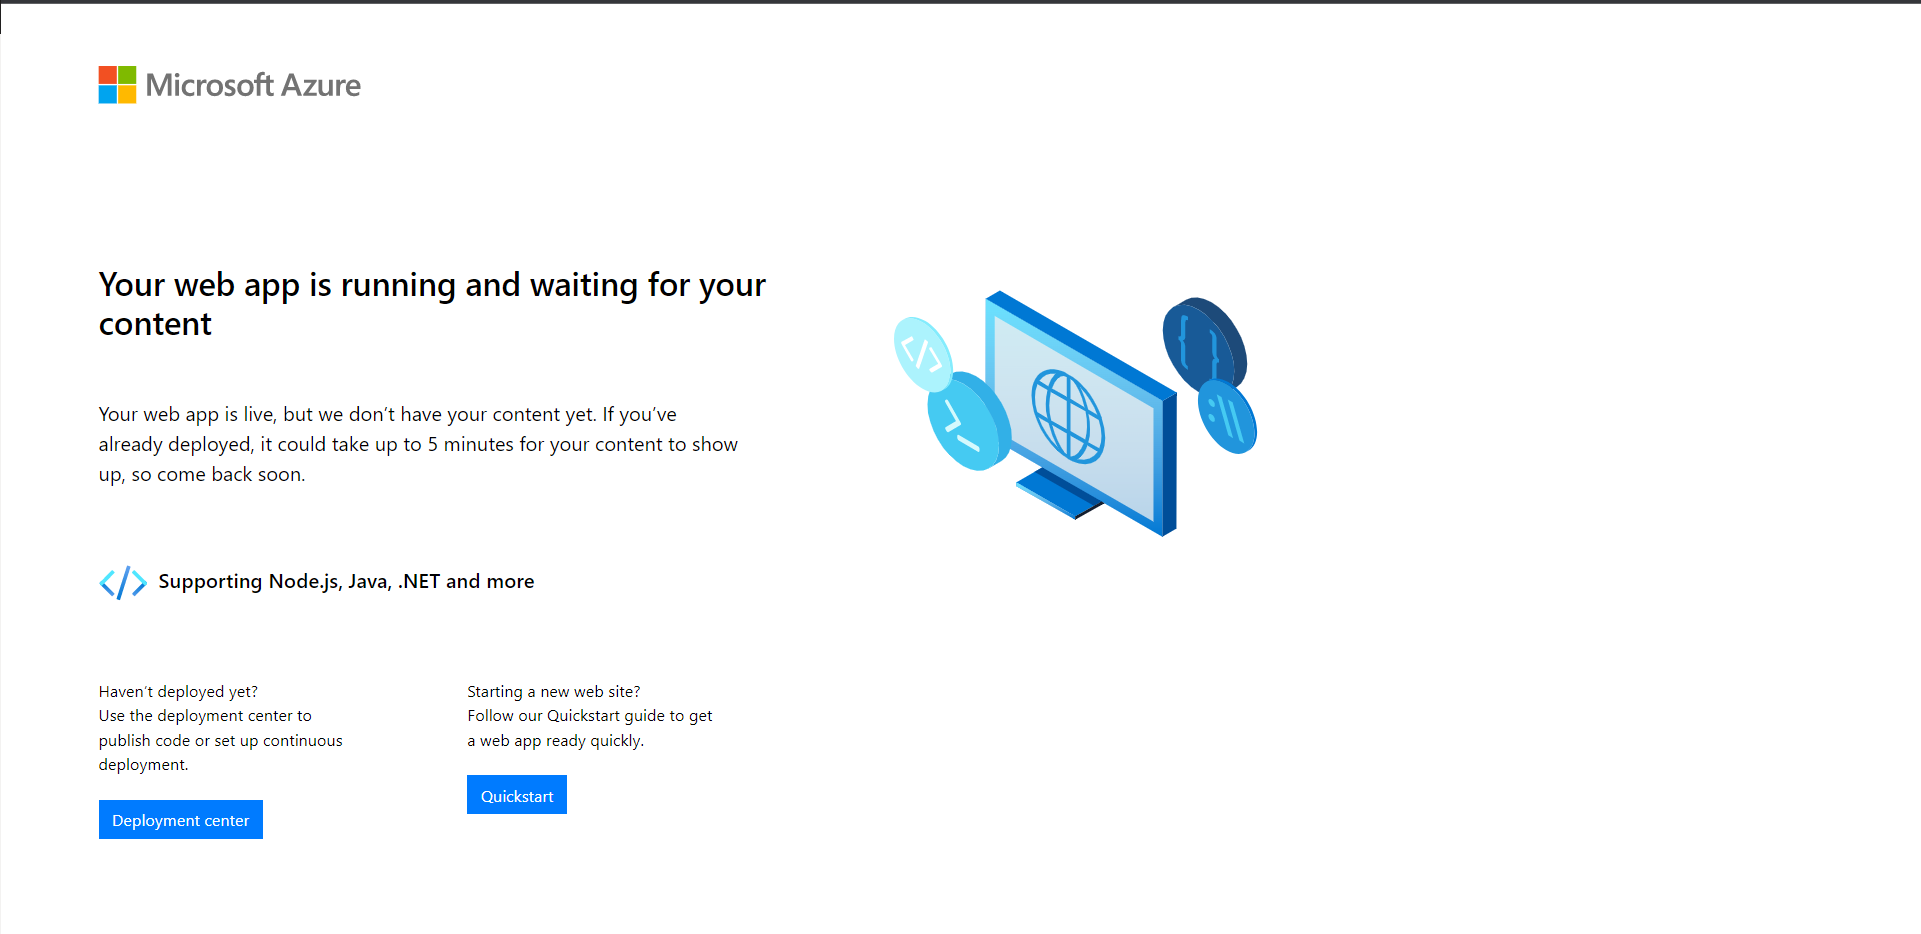 Microsoft Azure
Your web app is running and waiting for your
content
Your web app is live, but we don’t have your content yet. If you’ve
already deployed, it could take up to 5 minutes for your content to show
up, so come back soon.
Supporting Node.js, Java, .NET and more
Haven’t deployed yet?
Use the deployment center to
publish code or set up continuous
deployment.
Deployment center
Starting a new web site?
Follow our Quickstart guide to get
a web app ready quickly.
Quickstart